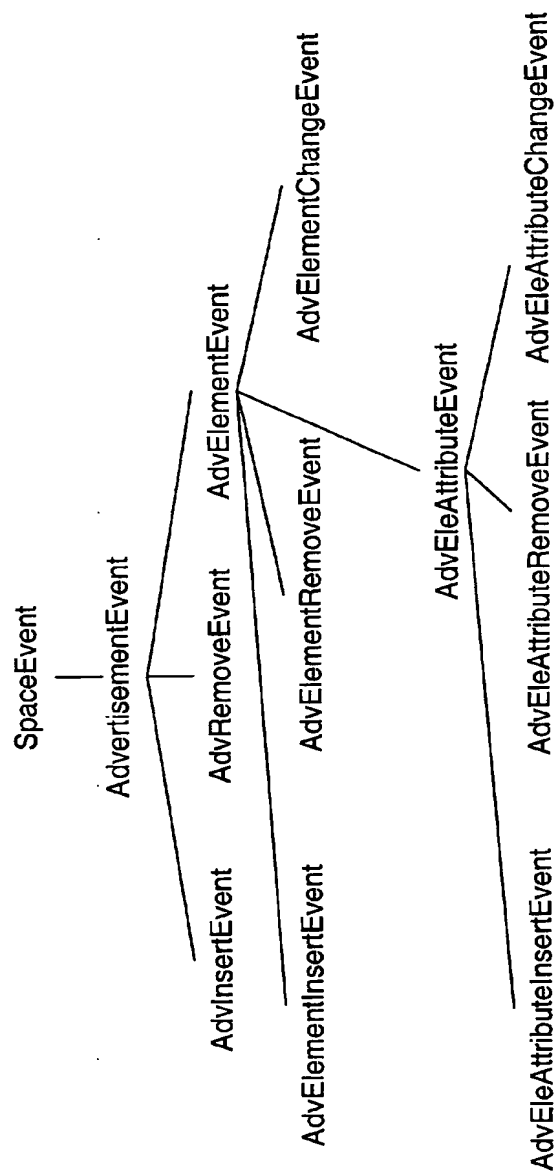 SpaceEvent
AdvertisementEvent
AdvInsertEvent AdvRemoveEvent AdvElementEvent
AdvElementInsertEvent AdvElementRemoveEvent AdvElementChangeEvent
AdvEleAttributeEvent
AdvEleAttributeInsertEvent AdvEleAttributeRemoveEvent AdvEleAttributeChangeEvent